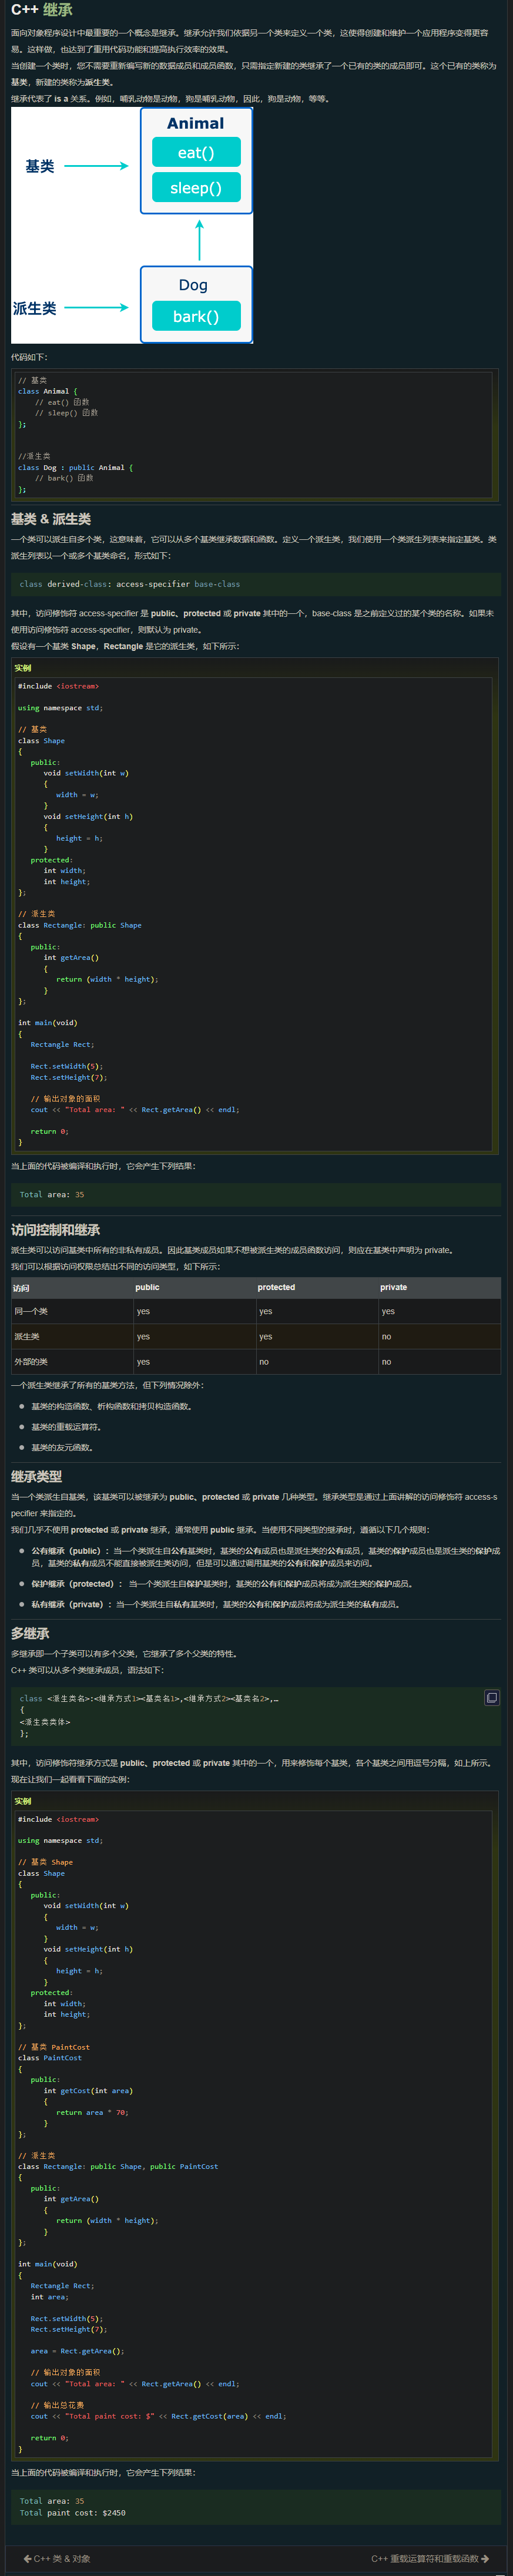 C++ 继承
面向对象程序设计中最重要的一个概念是继承。继承允许我们依据另一个类来定义一个类，这使得创建和维护一个应用程序变得更容
易。这样做，也达到了重用代码功能和提高执行效率的效果。
当创建一个类时，您不需要重新编写新的数据成员和成员函数，只需指定新建的类继承了一个已有的类的成员即可。这个已有的类称为
基类，新建的类称为派生类。
继承代表了 is a 关系。例如，哺乳动物是动物，狗是哺乳动物，因此，狗是动物，等等。
Animal
基类
eat()
sleep()
Dog
派生类
bark()
代码如下：
// 基类
class Animal {
    // eat() 函数
    // sleep() 函数
};
//派生类
class Dog : public Animal {
    // bark() 函数
};
基类 & 派生类
一个类可以派生自多个类，这意味着，它可以从多个基类继承数据和函数。定义一个派生类，我们使用一个类派生列表来指定基类。类
派生列表以一个或多个基类命名，形式如下：
class derived-class: access-specifier base-class
其中，访问修饰符 access-specifier 是 public、protected 或 private 其中的一个，base-class 是之前定义过的某个类的名称。如果未
使用访问修饰符 access-specifier，则默认为 private。
假设有一个基类 Shape，Rectangle 是它的派生类，如下所示：
实例
#include <iostream>
using namespace std;
// 基类
class Shape
{
   public:
      void setWidth(int w)
      {
         width = w;
      }
      void setHeight(int h)
      {
         height = h;
      }
   protected:
      int width;
      int height;
};
// 派生类
class Rectangle: public Shape
{
   public:
      int getArea()
      {
         return (width * height);
      }
};
int main(void)
{
   Rectangle Rect;
   Rect.setWidth(5);
   Rect.setHeight(7);
   // 输出对象的面积
   cout << "Total area: " << Rect.getArea() << endl;
   return 0;
}
当上面的代码被编译和执行时，它会产生下列结果：
Total area: 35
访问控制和继承
派生类可以访问基类中所有的非私有成员。因此基类成员如果不想被派生类的成员函数访问，则应在基类中声明为 private。
我们可以根据访问权限总结出不同的访问类型，如下所示：
访问 public protected private
同一个类 yes yes yes
派生类 yes yes no
外部的类 yes no no
一个派生类继承了所有的基类方法，但下列情况除外：
● 基类的构造函数、析构函数和拷贝构造函数。
● 基类的重载运算符。
● 基类的友元函数。
继承类型
当一个类派生自基类，该基类可以被继承为 public、protected 或 private 几种类型。继承类型是通过上面讲解的访问修饰符 access-s
pecifier 来指定的。
我们几乎不使用 protected 或 private 继承，通常使用 public 继承。当使用不同类型的继承时，遵循以下几个规则：
● 公有继承（public）：当一个类派生自公有基类时，基类的公有成员也是派生类的公有成员，基类的保护成员也是派生类的保护成
员，基类的私有成员不能直接被派生类访问，但是可以通过调用基类的公有和保护成员来访问。
● 保护继承（protected）： 当一个类派生自保护基类时，基类的公有和保护成员将成为派生类的保护成员。
● 私有继承（private）：当一个类派生自私有基类时，基类的公有和保护成员将成为派生类的私有成员。
多继承
多继承即一个子类可以有多个父类，它继承了多个父类的特性。
C++ 类可以从多个类继承成员，语法如下：
class <派生类名>:<继承方式1><基类名1>,<继承方式2><基类名2>,…
{
<派生类类体>
};
其中，访问修饰符继承方式是 public、protected 或 private 其中的一个，用来修饰每个基类，各个基类之间用逗号分隔，如上所示。
现在让我们一起看看下面的实例：
实例
#include <iostream>
using namespace std;
// 基类 Shape
class Shape
{
   public:
      void setWidth(int w)
      {
         width = w;
      }
      void setHeight(int h)
      {
         height = h;
      }
   protected:
      int width;
      int height;
};
// 基类 PaintCost
class PaintCost
{
   public:
      int getCost(int area)
      {
         return area * 70;
      }
};
// 派生类
class Rectangle: public Shape, public PaintCost
{
   public:
      int getArea()
      {
         return (width * height);
      }
};
int main(void)
{
   Rectangle Rect;
   int area;
   Rect.setWidth(5);
   Rect.setHeight(7);
   area = Rect.getArea();
   // 输出对象的面积
   cout << "Total area: " << Rect.getArea() << endl;
   // 输出总花费
   cout << "Total paint cost: $" << Rect.getCost(area) << endl;
   return 0;
}
当上面的代码被编译和执行时，它会产生下列结果：
Total area: 35
Total paint cost: $2450
← C++ 类 & 对象
C++ 重载运算符和重载函数 →